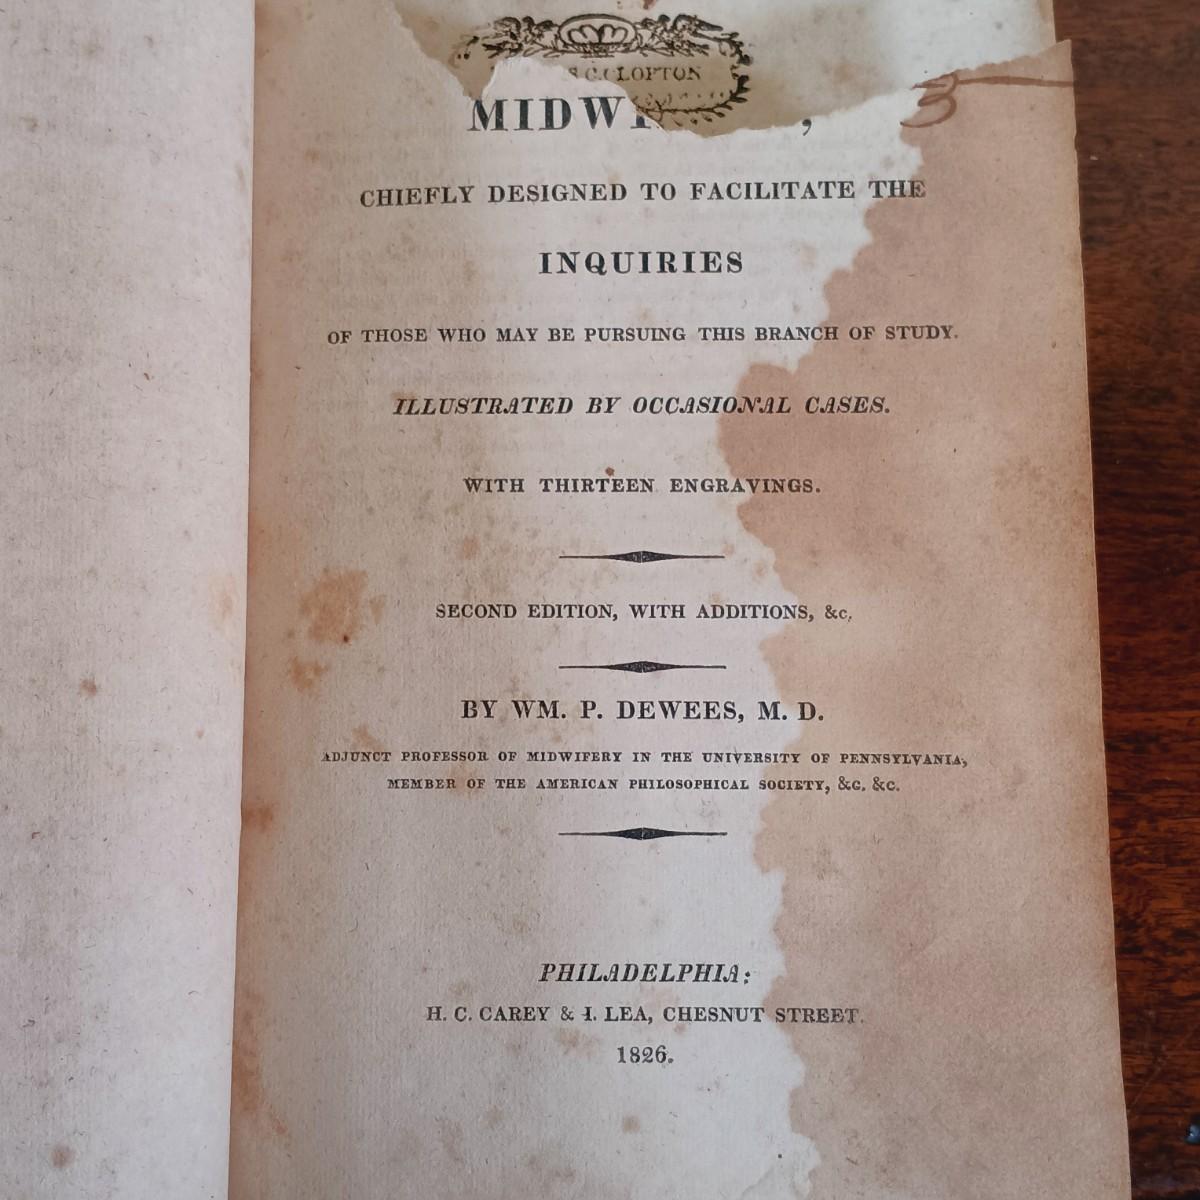 S.C.CLOPTON
3
MIDWI ,
CHIEFLY DESIGNED TO FACILITATE THE
INQUIRIES
OF THOSE WHO MAY BE PURSUING THIS BRANCH OF STUDY.
ILLUSTRATED BY OCCASIONAL CASES.
WITH THIRTEEN ENGRAVINGS.
SECOND EDITION, WITH ADDITIONS, &c.
BY WM. P. DEWEES, M. D.
ADJUNCT PROFESSOR OF MIDWIFERY IN THE UNIVERSITY OF PENNSYLVANIA,
MEMBER OF THE AMERICAN PHILOSOPHICAL SOCIETY, &c. &c.
PHILADELPHIA:
H. C. CAREY & I. LEA, CHESNUT STREET.
1826.